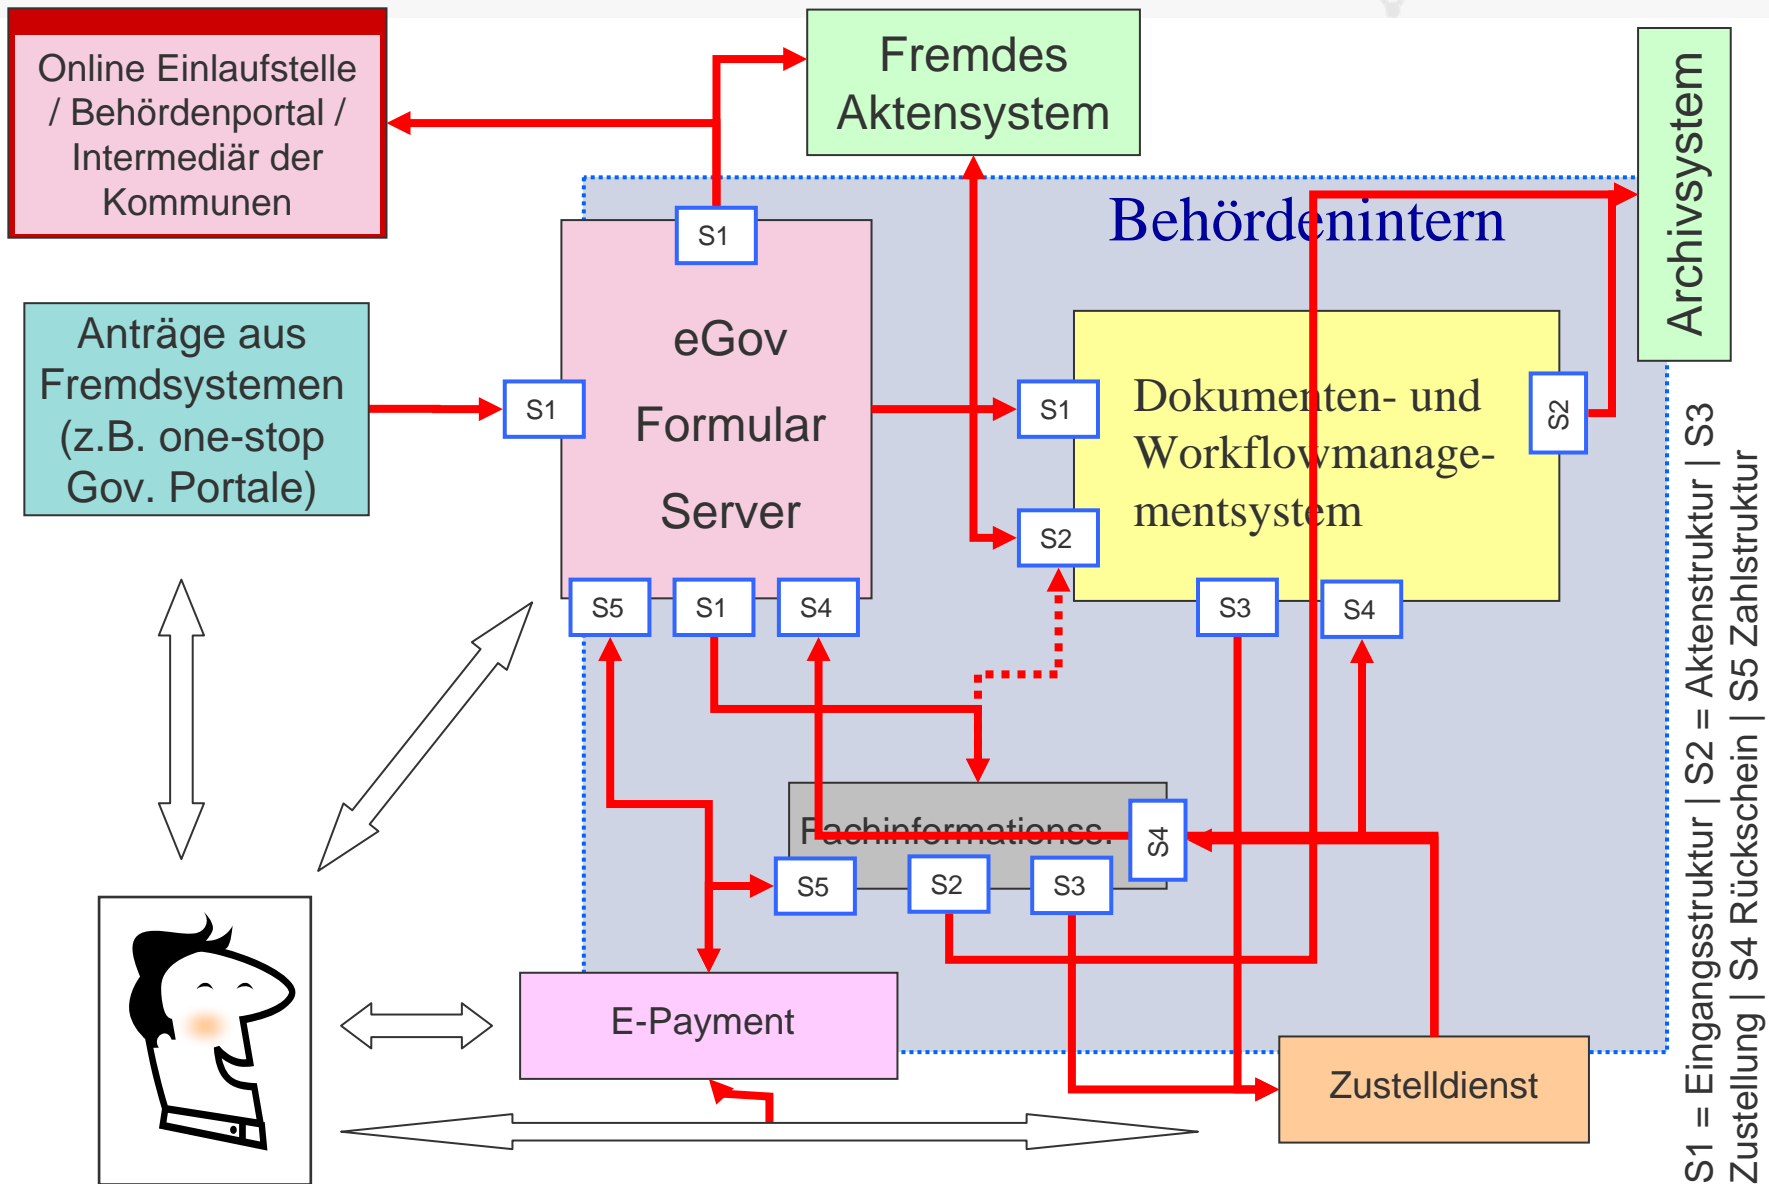 Online Einlaufstelle
/ Behördenportal /
Intermediär der
Kommunen
Fremdes
Aktensystem
Archivsystem
Behördenintern
S1
Anträge aus
Fremdsystemen
(z.B. one-stop
Gov. Portale)
S1
eGov
Formular
Server
S1
S2
Dokumenten- und
Workflowmanage-
mentsystem
S2
S5
S1
S4
S3
S4
Fachinformationss.
S4
S5
S2
S3
E-Payment
Zustelldienst
S1 = Eingangsstruktur | S2 = Aktenstruktur | S3
Zustellung | S4 Rückschein | S5 Zahlstruktur